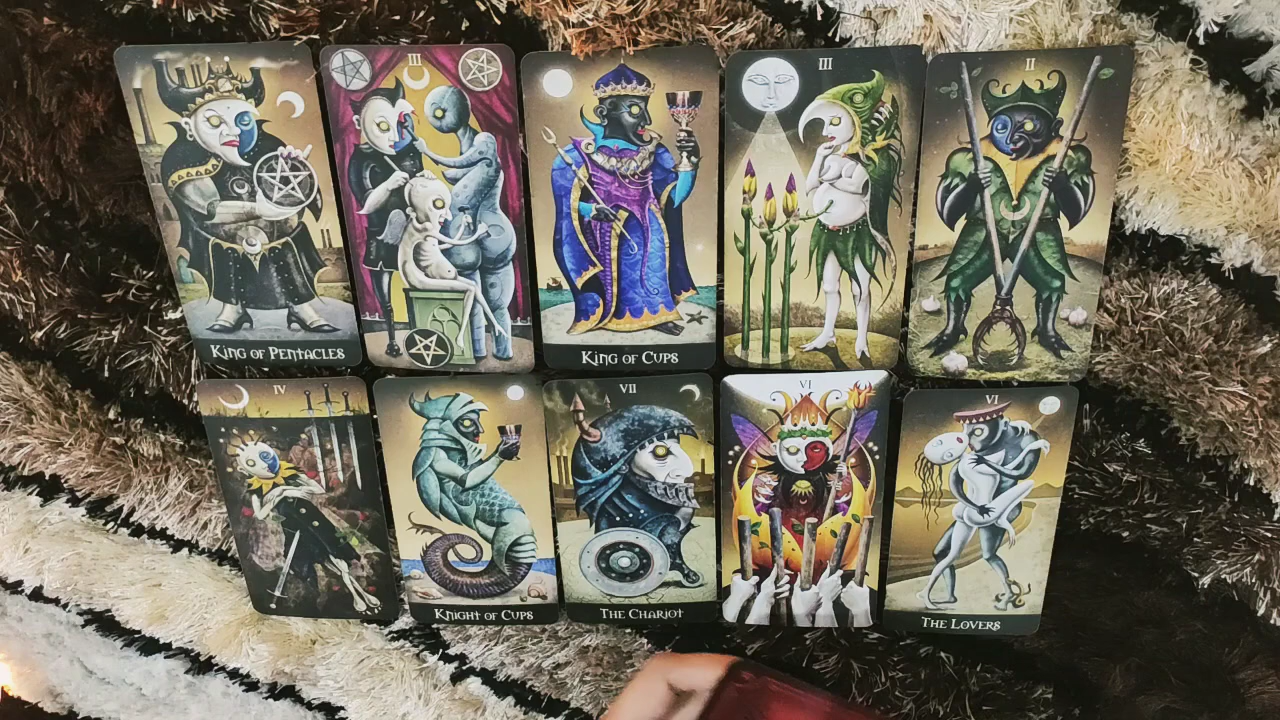 III
III
II
King of Pentacles
King of Cups
IV
VII
VI
VI
Knight of Cups
The Chariot
The Lovers